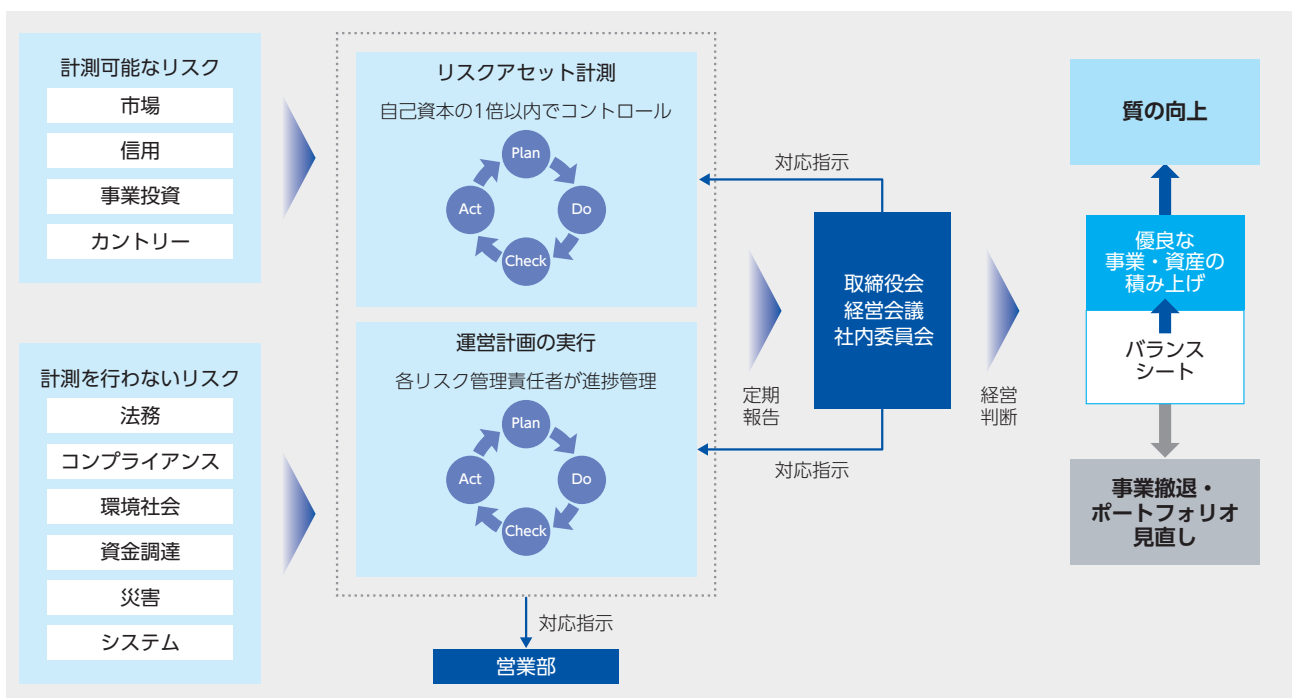 計測可能なリスク
市場
信用
事業投資
カントリー
計測を行わないリスク
法務
コンプライアンス
環境社会
資金調達
災害
システム
リスクアセット計測
自己資本の1倍以内でコントロール
Plan
Do
Check
Act
運営計画の実行
各リスク管理責任者が進捗管理
Plan
Do
Check
Act
対応指示
営業部
定期
報告
対応指示
取締役会
経営会議
社内委員会
対応指示
経営
判断
質の向上
優良な
事業・資産の
積み上げ
バランス
シート
事業撤退・
ポートフォリオ
見直し